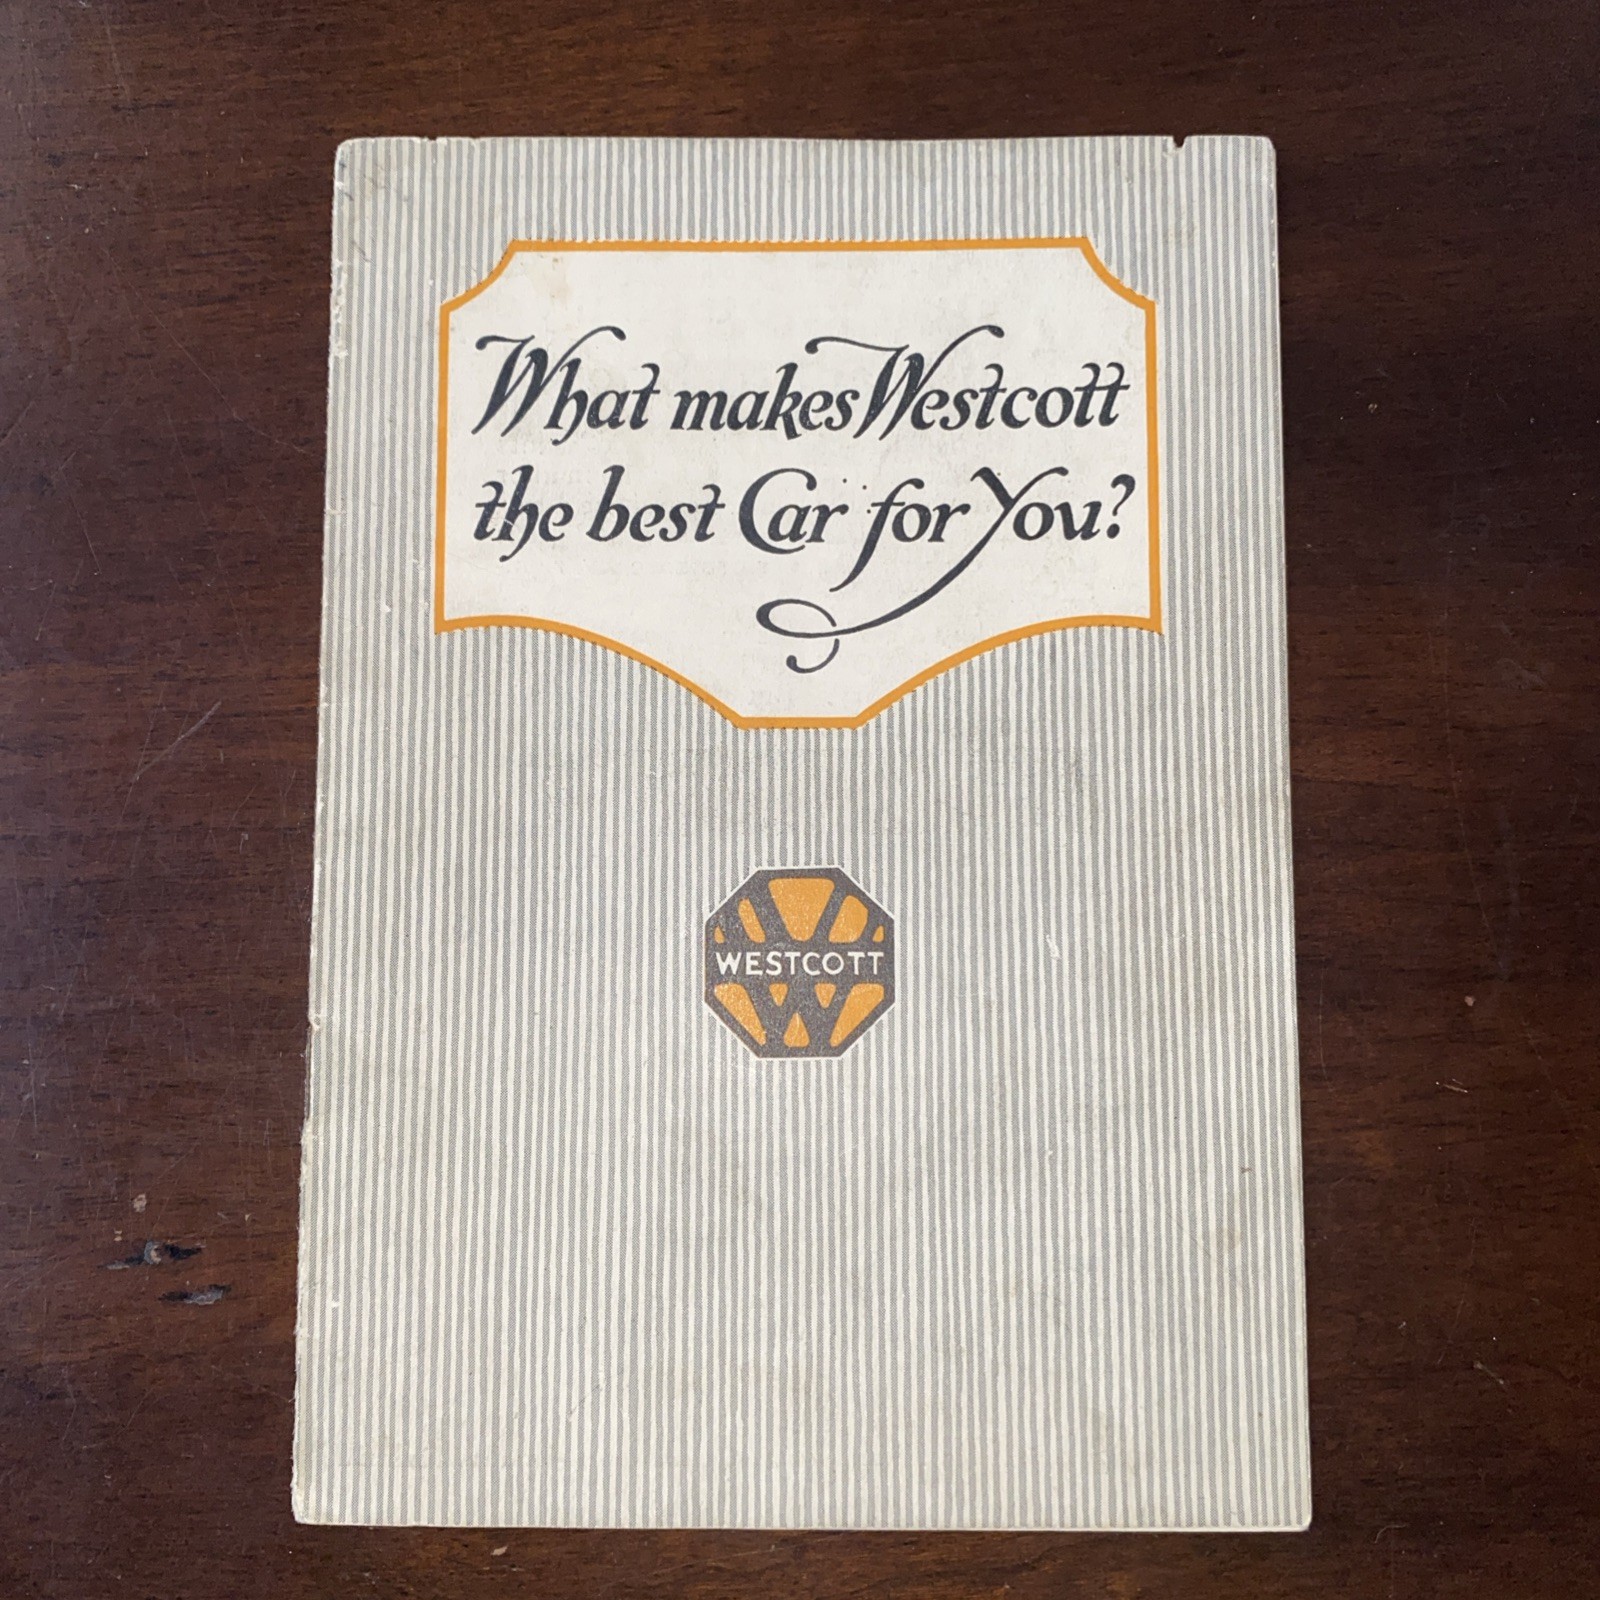 What makes Westcott
the best Car for You?
WESTCOTT